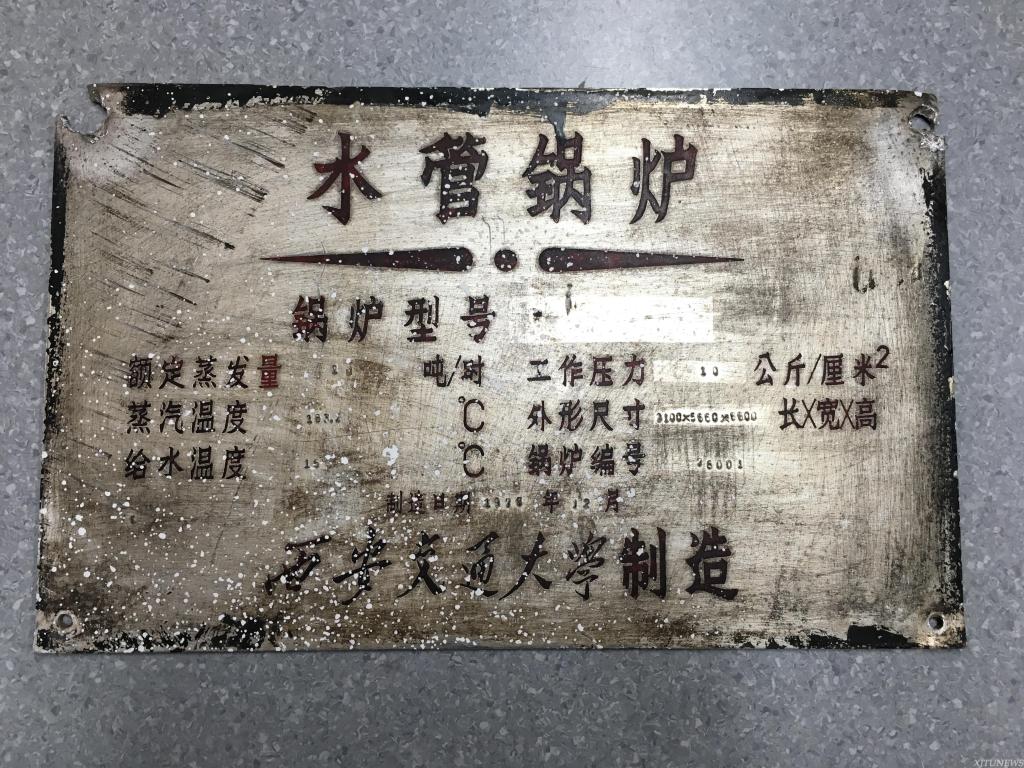 水管锅炉
锅炉型号
额定蒸发量 吨/时 工作压力 10 公斤/厘米2
蒸汽温度 ℃ 外形尺寸 长X宽X高
给水温度 ℃ 锅炉编号
制造日期 年 12 月
西安交通大学制造
XJTUNEWS